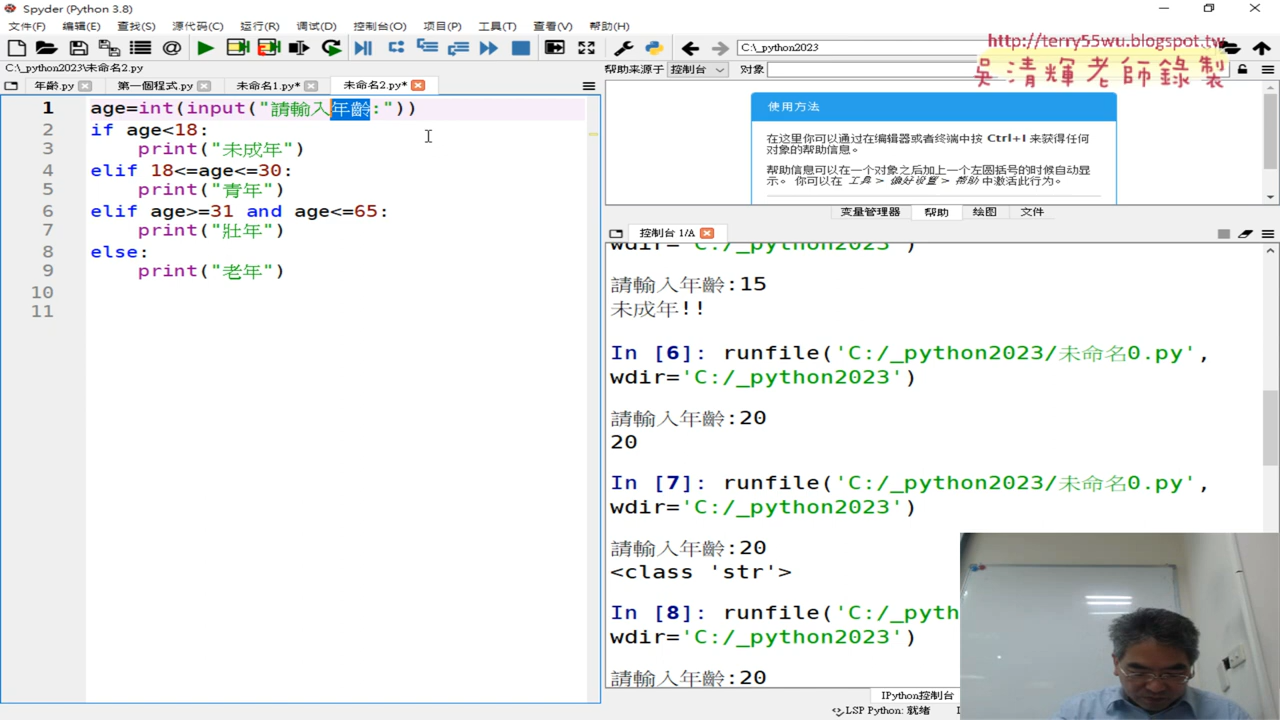 Spyder (Python 3.8)
文件(F) 编辑(E) 查找(S) 源代码(C) 运行(R) 调试(D) 控制台(O) 项目(P) 工具(T) 查看(V) 帮助(H)
C:\_python2023
http://terry55wu.blogspot.tw
吳清輝老師錄製
C:\_python2023\未命名2.py
帮助来源于 控制台 对象
年齡.py 第一個程式.py 未命名1.py* 未命名2.py*
1 age=int(input("請輸入年齡:"))
2 if age<18:
3 print("未成年")
4 elif 18<=age<=30:
5 print("青年")
6 elif age>=31 and age<=65:
7 print("壯年")
8 else:
9 print("老年")
10
11
使用方法
在这里你可以通过在编辑器或者终端中按 Ctrl+I 来获得任何
对象的帮助信息。
帮助信息可以在一个对象之后加上一个左圆括号的时候自动显
示。 你可以在 工具 > 偏好设置 > 帮助 中激活此行为。
变量管理器 帮助 绘图 文件
控制台 1/A
wdir='C:/_python2023')
請輸入年齡:15
未成年!!
In [6]: runfile('C:/_python2023/未命名0.py',
wdir='C:/_python2023')
請輸入年齡:20
20
In [7]: runfile('C:/_python2023/未命名0.py',
wdir='C:/_python2023')
請輸入年齡:20
<class 'str'>
In [8]: runfile('C:/_pyth
wdir='C:/_python2023')
請輸入年齡:20
IPython控制台
LSP Python: 就绪